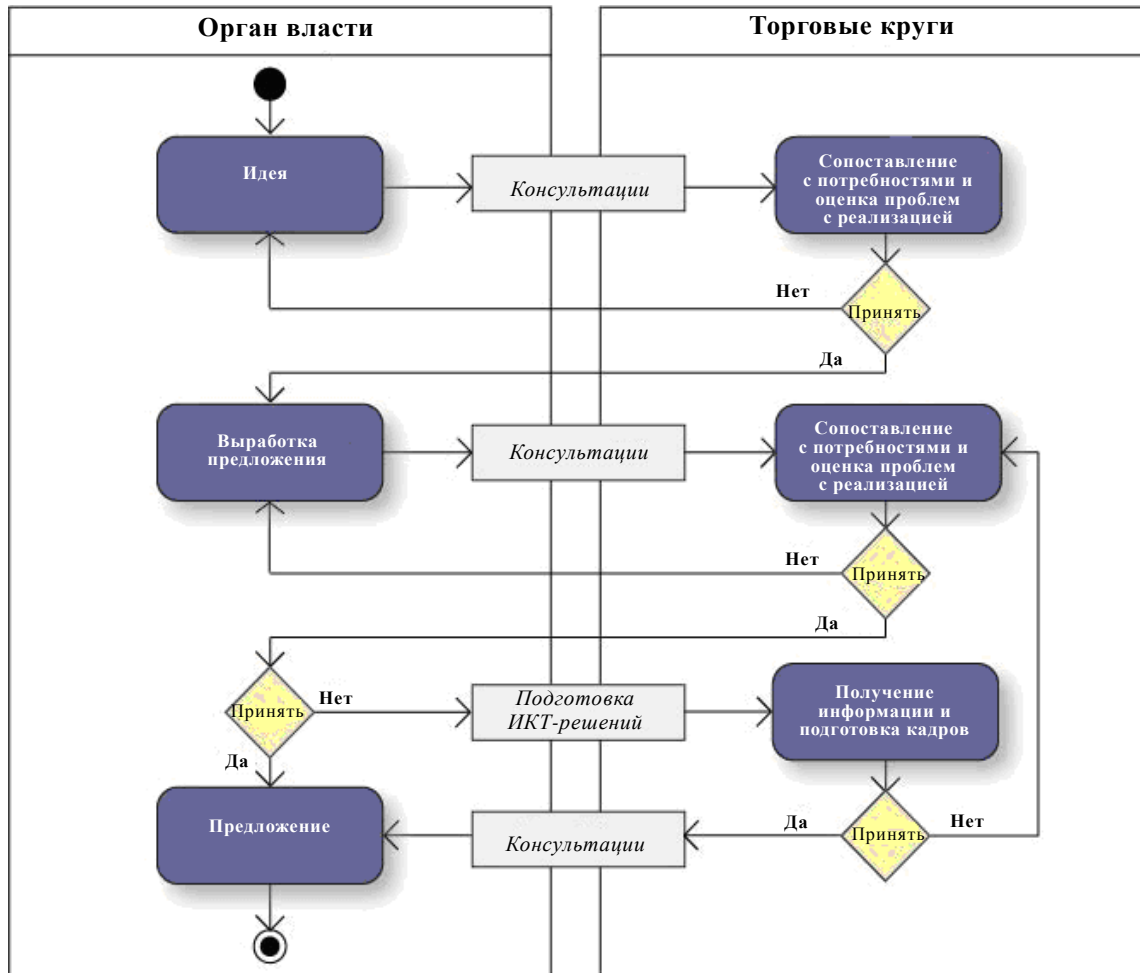 Орган власти
Торговые круги
Идея
Консультации
Сопоставление
с потребностями и
оценка проблем
с реализацией
Нет
Принять
Да
Выработка
предложения
Консультации
Сопоставление
с потребностями и
оценка проблем
с реализацией
Нет
Принять
Да
Принять
Нет
Подготовка
ИКТ-решений
Получение
информации и
подготовка кадров
Да
Предложение
Консультации
Да
Принять
Нет